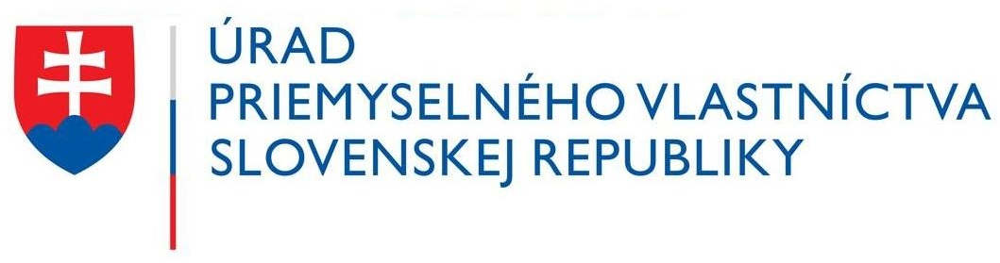 ÚRAD
PRIEMYSELNÉHO VLASTNÍCTVA
SLOVENSKEJ REPUBLIKY